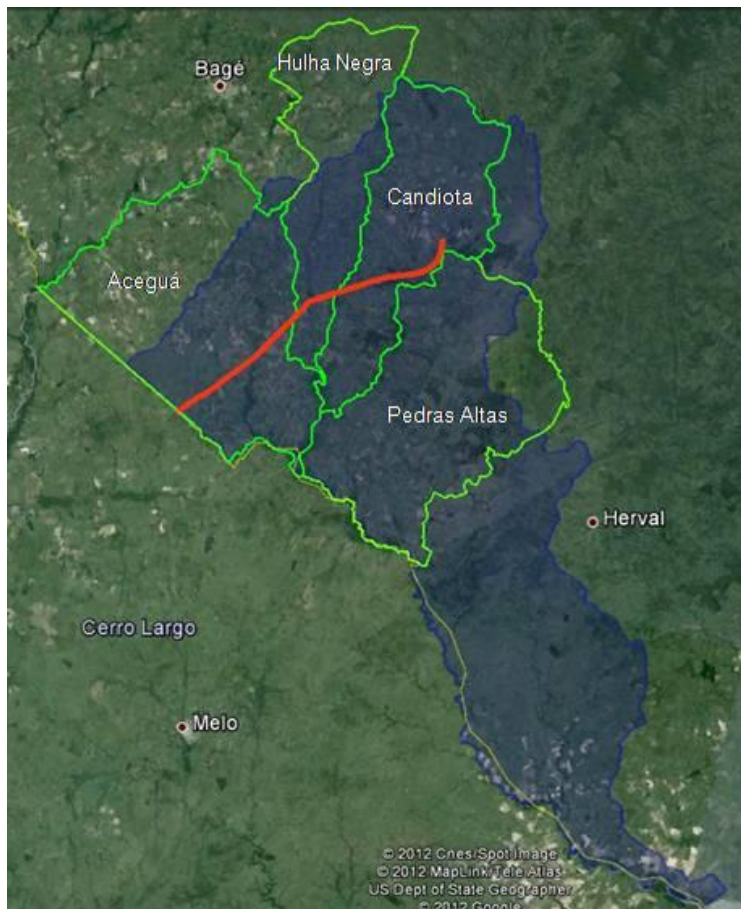 Hulha Negra
Bagé
Candiota
Aceguá
Pedras Altas
Herval
Cerro Largo
Melo
© 2012 Cnes/Spot Image
© 2012 MapLink/Tele Atlas
US Dept of State Geographer
© 2012 Google